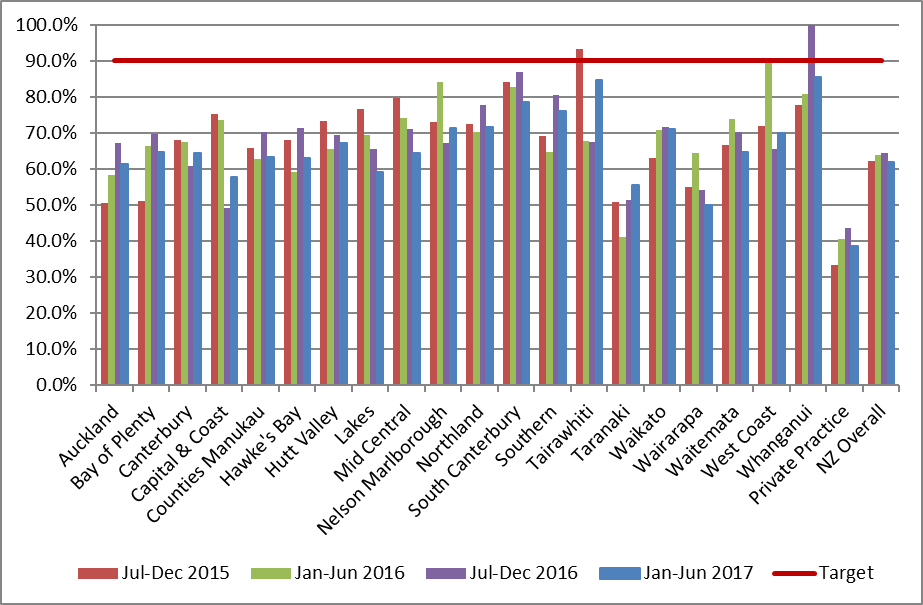 100.0%
90.0%
80.0%
70.0%
60.0%
50.0%
40.0%
30.0%
20.0%
10.0%
0.0%
Auckland
Bay of Plenty
Canterbury
Capital & Coast
Counties Manukau
Hawke's Bay
Hutt Valley
Lakes
Mid Central
Nelson Marlborough
Northland
South Canterbury
Southern
Tairawhiti
Taranaki
Waikato
Wairarapa
Waitemata
West Coast
Whanganui
Private Practice
NZ Overall
Jul-Dec 2015 Jan-Jun 2016 Jul-Dec 2016 Jan-Jun 2017 Target